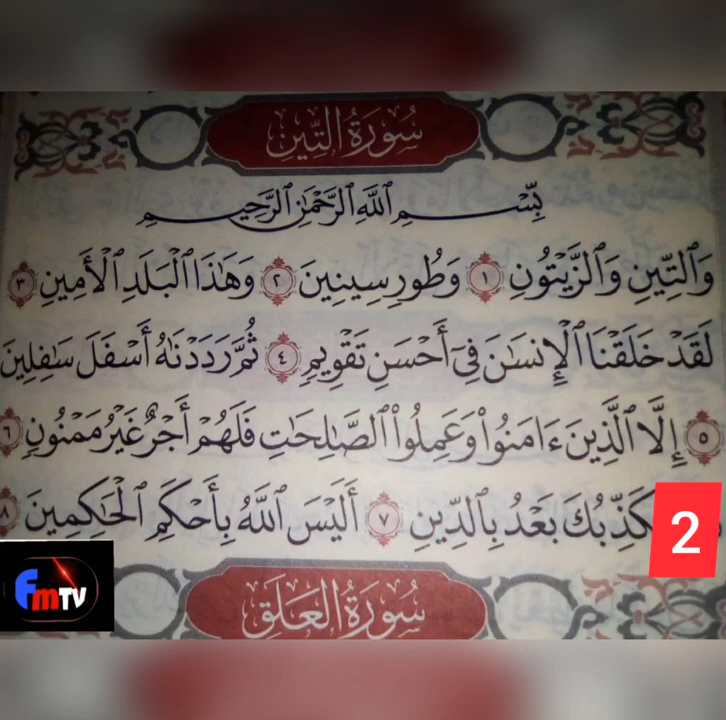 سُورَةُ التِّينِ
بِسْمِ ٱللَّهِ ٱلرَّحْمَٰنِ ٱلرَّحِيمِ
وَٱلتِّينِ وَٱلزَّيْتُونِ ١ وَطُورِ سِينِينَ ٢ وَهَٰذَا ٱلْبَلَدِ ٱلْأَمِينِ ٣
لَقَدْ خَلَقْنَا ٱلْإِنسَٰنَ فِىٓ أَحْسَنِ تَقْوِيمٍ ٤ ثُمَّ رَدَدْنَٰهُ أَسْفَلَ سَٰفِلِينَ
٥ إِلَّا ٱلَّذِينَ ءَامَنُوا۟ وَعَمِلُوا۟ ٱلصَّٰلِحَٰتِ فَلَهُمْ أَجْرٌ غَيْرُ مَمْنُونٍ ٦
يُكَذِّبُكَ بَعْدُ بِٱلدِّينِ ٧ أَلَيْسَ ٱللَّهُ بِأَحْكَمِ ٱلْحَٰكِمِينَ ٨
2
FmTV
سُورَةُ العَلَقِ